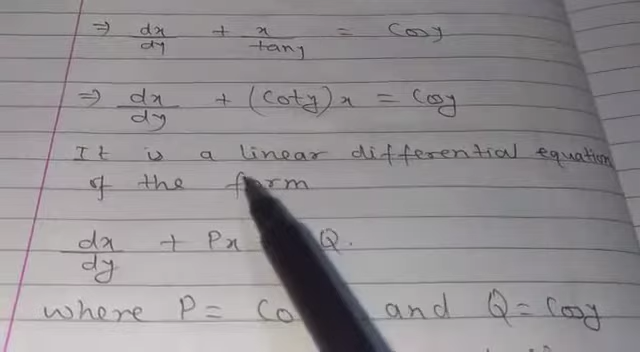 ⇒ dx/dy + x/tany = Cosy
⇒ dx/dy + (Coty)x = Cosy
It is a linear differential equation
of the form
dx/dy + Px Q.
where P = Co and Q = Cosy